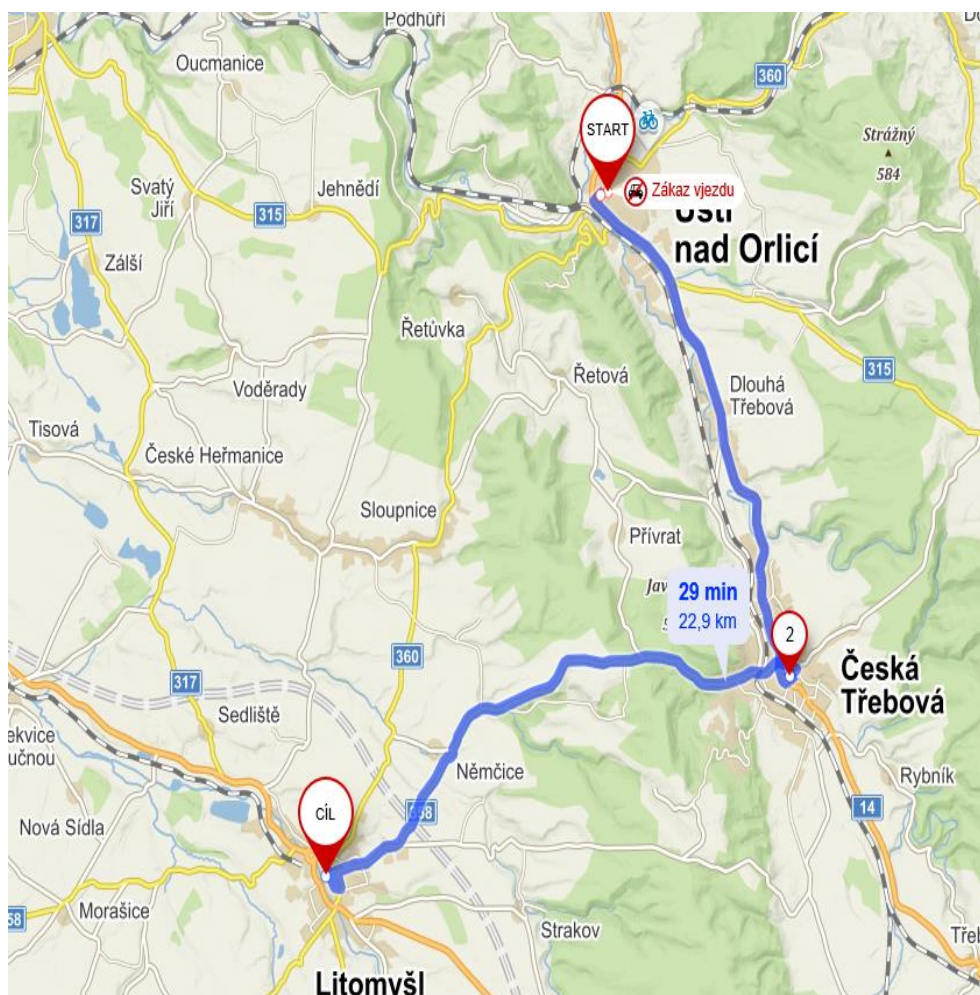 Podhůří
Oucmanice
360
START
Strážný
584
Zákaz vjezdu
Svatý
Jiří
Jehnědí
315
317
Ústí
nad Orlicí
Zálší
Řetůvka
Řetová
315
Voděrady
Dlouhá
Třebová
Tisová
České Heřmanice
Sloupnice
Přívrat
29 min
22,9 km
2
360
Česká
Třebová
317
Sedliště
Němčice
Rybník
14
CÍL
Nová Sídla
Morašice
Strakov
Litomyšl